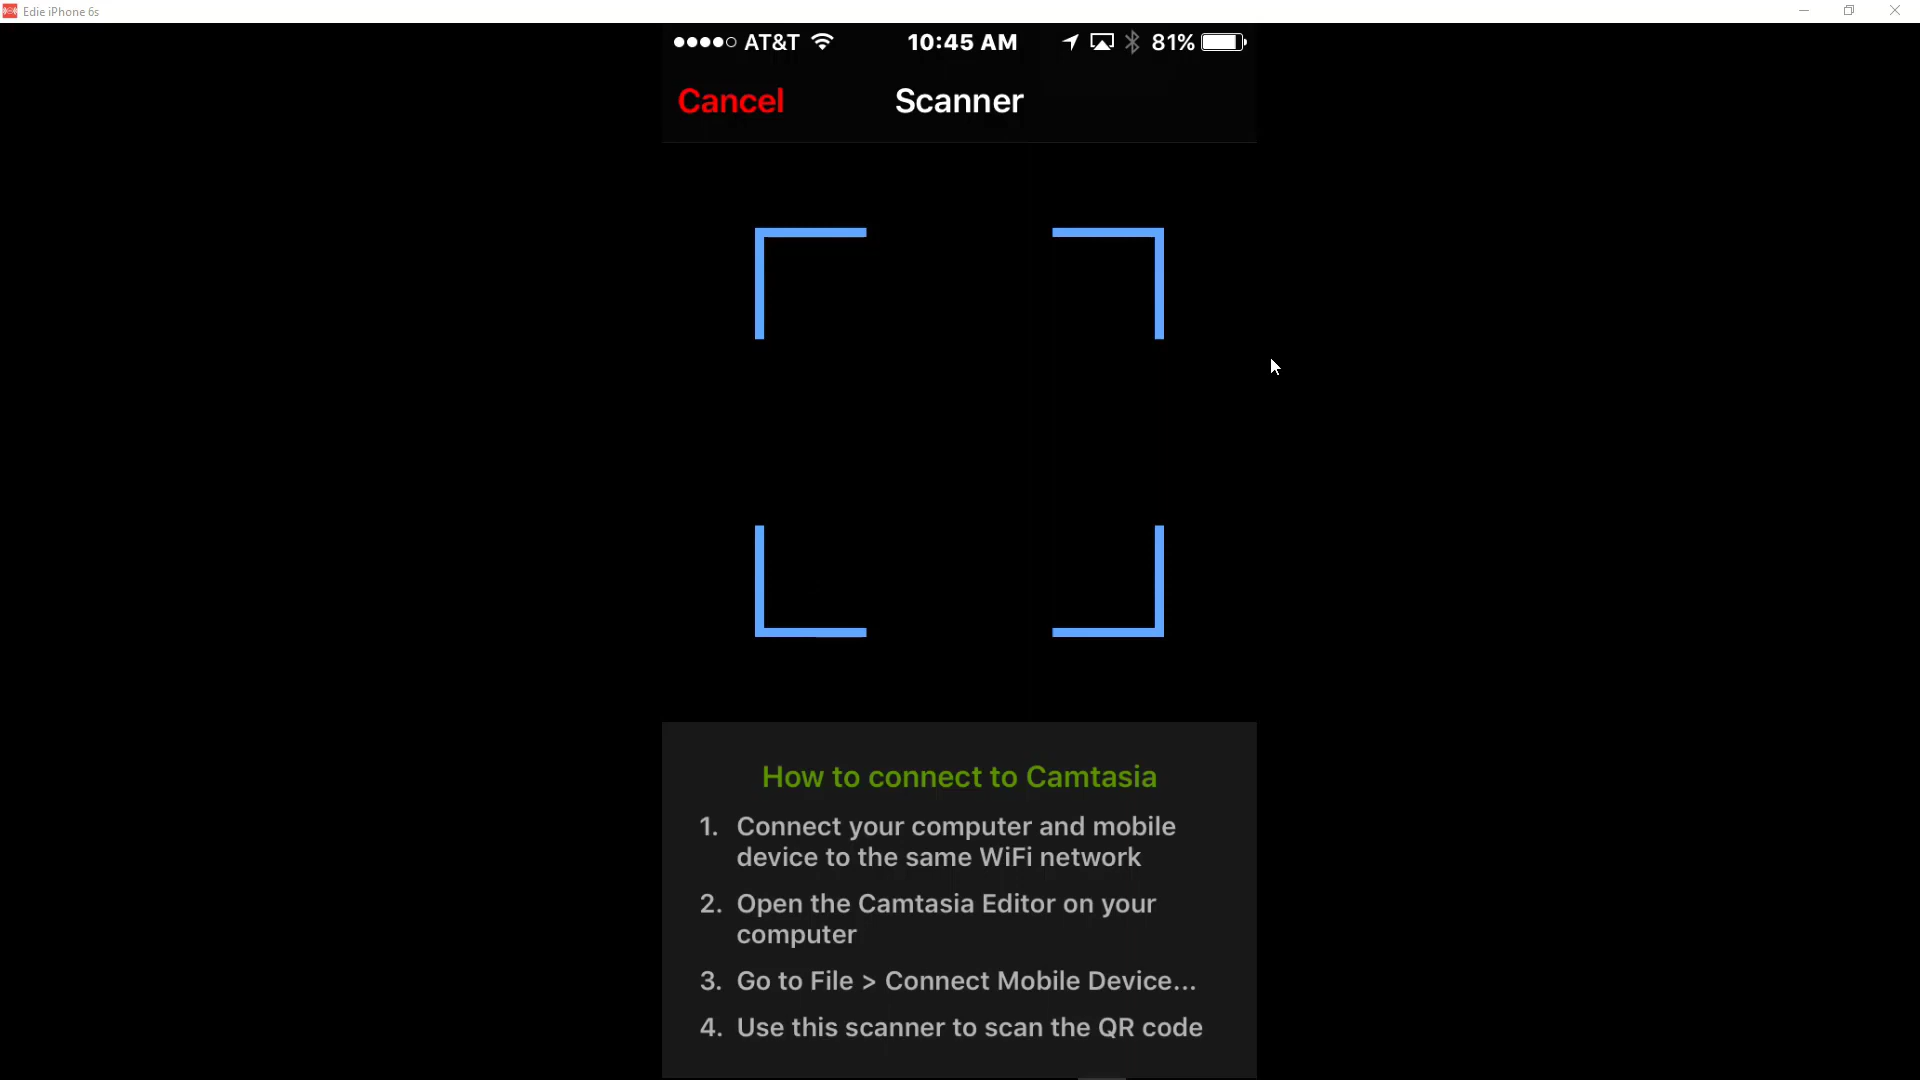 Edie iPhone 6s
AT&T 10:45 AM 81%
Cancel Scanner
How to connect to Camtasia
1. Connect your computer and mobile
device to the same WiFi network
2. Open the Camtasia Editor on your
computer
3. Go to File > Connect Mobile Device...
4. Use this scanner to scan the QR code